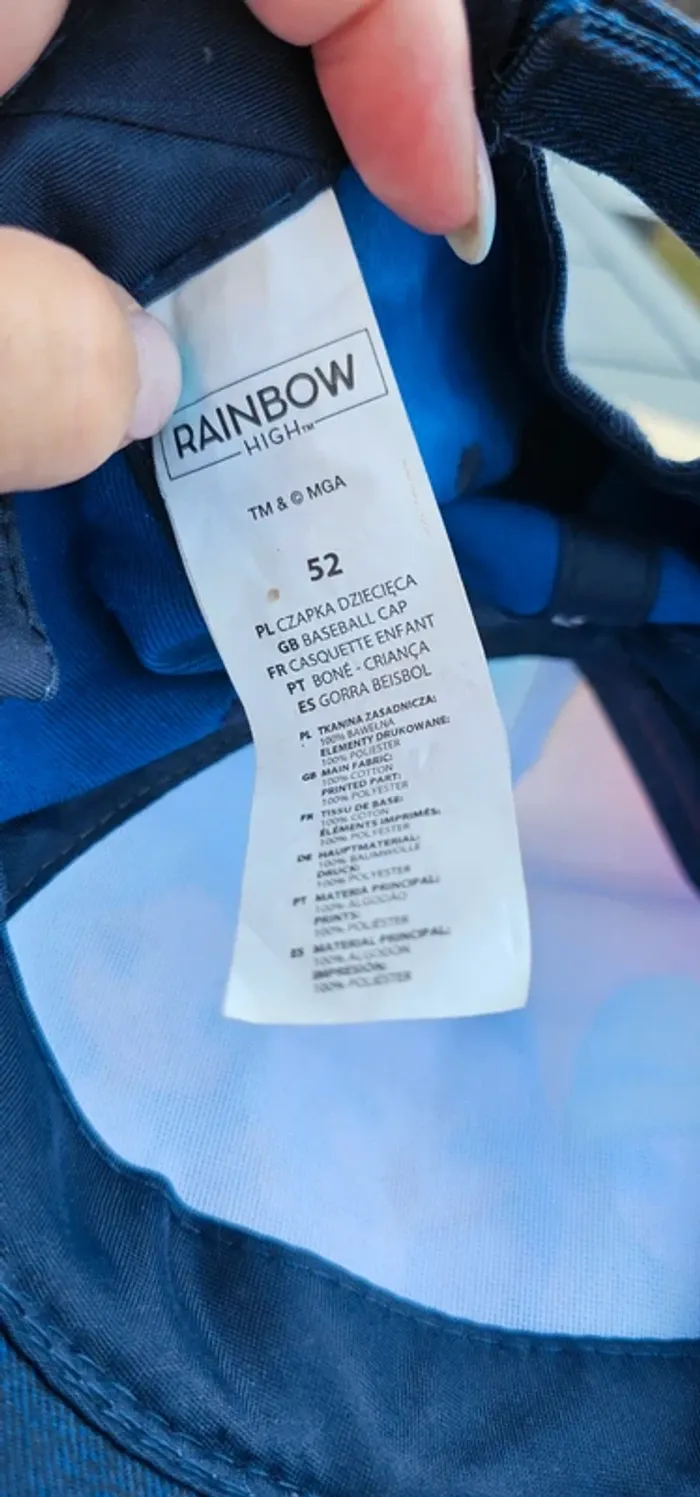 RAINBOW
HIGH™
TM & © MGA
52
PL CZAPKA DZIECIĘCA
GB BASEBALL CAP
FR CASQUETTE ENFANT
PT BONÉ - CRIANÇA
ES GORRA BEISBOL
PL TKANINA ZASADNICZA:
100% BAWEŁNA
ELEMENTY DRUKOWANE:
100% POLIESTER
GB MAIN FABRIC:
100% COTTON
PRINTED PART:
100% POLYESTER
FR TISSU DE BASE:
100% COTON
ÉLÉMENTS IMPRIMÉS:
100% POLYESTER
DE HAUPTMATERIAL:
100% BAUMWOLLE
DRUCK:
100% POLYESTER
PT MATERIA PRINCIPAL:
100% ALGODÃO
PRINTS:
100% POLIÉSTER
ES MATERIAL PRINCIPAL:
100% ALGODÓN
IMPRESIÓN:
100% POLIÉSTER